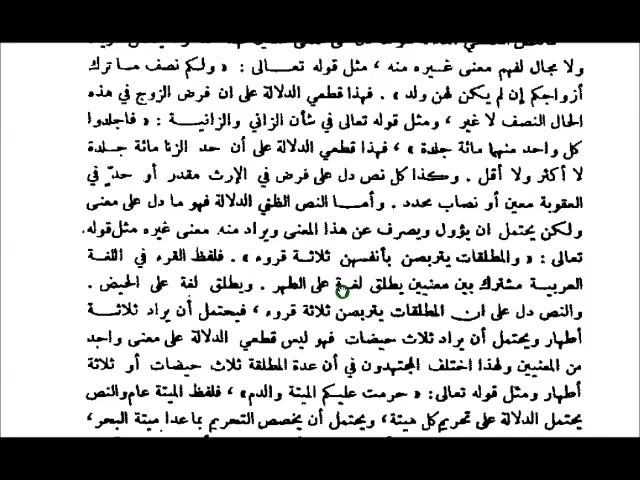 ولا مجال لفهم معنى غيره منه ، مثل قوله تعالى : « ولكم نصف ما ترك
أزواجكم إن لم يكن لهن ولد » . فهذا قطعي الدلالة على ان فرض الزوج في هذه
الحال النصف لا غير ، ومثل قوله تعالى في شأن الزاني والزانية : « فاجلدوا
كل واحد منهما مائة جلدة » ، فهذا قطعي الدلالة على أن حد الزنا مائة جلدة
لا أكثر ولا أقل . وكذا كل نص دل على فرض في الإرث مقدر أو حدّ في
العقوبة معين أو نصاب محدد . وأما النص الظني الدلالة فهو ما دل على معنى
ولكن يحتمل ان يؤول ويصرف عن هذا المعنى ويراد منه معنى غيره مثل قوله
تعالى : « والمطلقات يتربصن بأنفسهن ثلاثة قروء » . فلفظ القرء في اللغة
العربية مشترك بين معنيين يطلق لغة على الطهر . ويطلق لغة على الحيض .
والنص دل على ان المطلقات يتربصن ثلاثة قروء ، فيحتمل أن يراد ثلاثة
أطهار ويحتمل أن يراد ثلاث حيضات فهو ليس قطعي الدلالة على معنى واحد
من المعنيين ولهذا اختلف المجتهدون في أن عدة المطلقة ثلاث حيضات أو ثلاثة
أطهار ومثل قوله تعالى: « حرمت عليكم الميتة والدم» ، فلفظ الميتة عام والنص
يحتمل الدلالة على تحريم كل ميتة، ويحتمل أن يخصص التحريم بما عدا ميتة البحر،